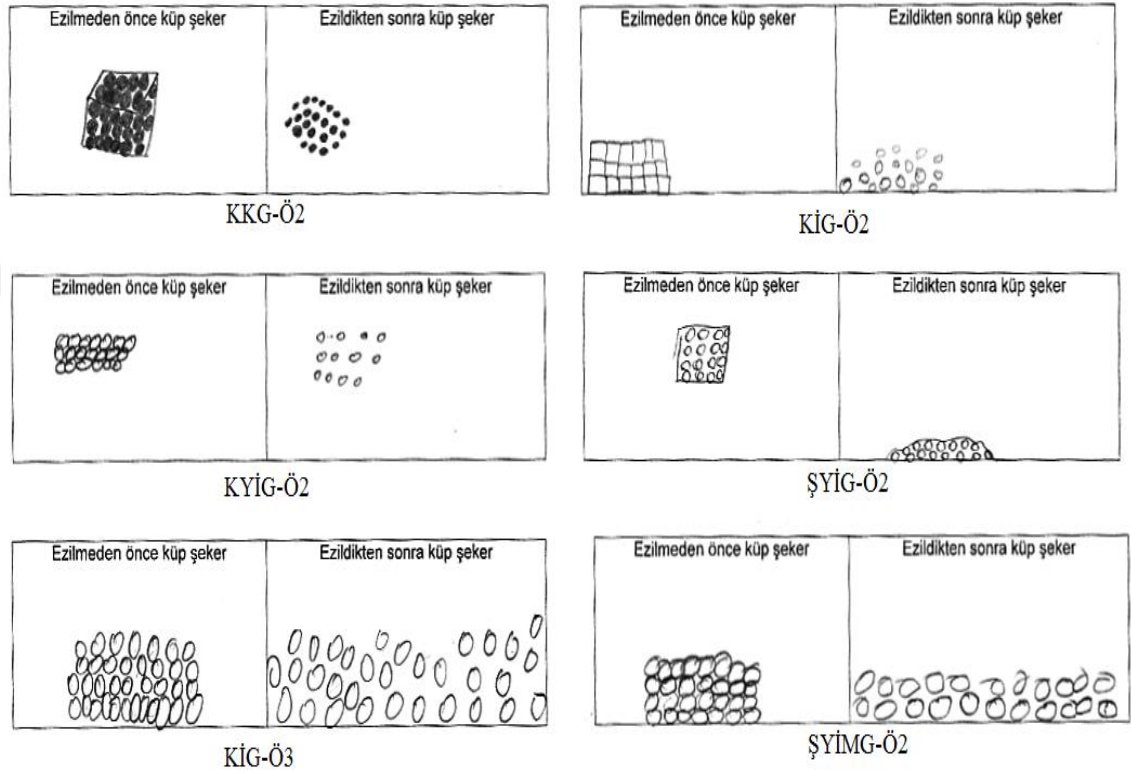 Ezilmeden önce küp şeker
Ezildikten sonra küp şeker
Ezilmeden önce küp şeker
Ezildikten sonra küp şeker
KKG-Ö2
KİG-Ö2
Ezilmeden önce küp şeker
Ezildikten sonra küp şeker
Ezilmeden önce küp şeker
Ezildikten sonra küp şeker
KYİG-Ö2
ŞYİG-Ö2
Ezilmeden önce küp şeker
Ezildikten sonra küp şeker
Ezilmeden önce küp şeker
Ezildikten sonra küp şeker
KİG-Ö3
ŞYİMG-Ö2